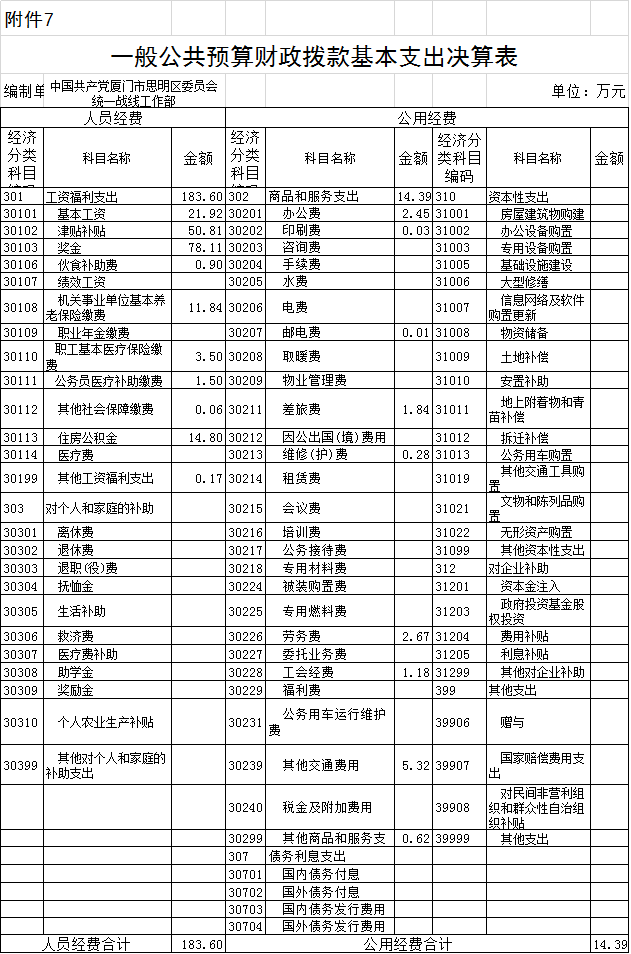 附件7
一般公共预算财政拨款基本支出决算表
编制单 中国共产党厦门市思明区委员会 单位：万元
统一战线工作部
人员经费 公用经费
经济分类科目编码 科目名称 金额 经济分类科目编码 科目名称 金额 经济分类科目编码 科目名称 金额
301 工资福利支出 183.60 302 商品和服务支出 14.39 310 资本性支出
30101 基本工资 21.92 30201 办公费 2.45 31001 房屋建筑物购建
30102 津贴补贴 50.81 30202 印刷费 0.03 31002 办公设备购置
30103 奖金 78.11 30203 咨询费 31003 专用设备购置
30106 伙食补助费 0.90 30204 手续费 31005 基础设施建设
30107 绩效工资 30205 水费 31006 大型修缮
30108 机关事业单位基本养老保险缴费 11.84 30206 电费 31007 信息网络及软件购置更新
30109 职业年金缴费 30207 邮电费 0.01 31008 物资储备
30110 职工基本医疗保险缴费 3.50 30208 取暖费 31009 土地补偿
30111 公务员医疗补助缴费 1.50 30209 物业管理费 31010 安置补助
30112 其他社会保障缴费 0.06 30211 差旅费 1.84 31011 地上附着物和青苗补偿
30113 住房公积金 14.80 30212 因公出国(境)费用 31012 拆迁补偿
30114 医疗费 30213 维修(护)费 0.28 31013 公务用车购置
30199 其他工资福利支出 0.17 30214 租赁费 31019 其他交通工具购置
303 对个人和家庭的补助 30215 会议费 31021 文物和陈列品购置
30301 离休费 30216 培训费 31022 无形资产购置
30302 退休费 30217 公务接待费 31099 其他资本性支出
30303 退职(役)费 30218 专用材料费 312 对企业补助
30304 抚恤金 30224 被装购置费 31201 资本金注入
30305 生活补助 30225 专用燃料费 31203 政府投资基金股权投资
30306 救济费 30226 劳务费 2.67 31204 费用补贴
30307 医疗费补助 30227 委托业务费 31205 利息补贴
30308 助学金 30228 工会经费 1.18 31299 其他对企业补助
30309 奖励金 30229 福利费 399 其他支出
30310 个人农业生产补贴 30231 公务用车运行维护费 39906 赠与
30399 其他对个人和家庭的补助支出 30239 其他交通费用 5.32 39907 国家赔偿费用支出
30240 税金及附加费用 39908 对民间非营利组织和群众性自治组织补贴
30299 其他商品和服务支 0.62 39999 其他支出
307 债务利息支出
30701 国内债务付息
30702 国外债务付息
30703 国内债务发行费用
30704 国外债务发行费用
人员经费合计 183.60 公用经费合计 14.39